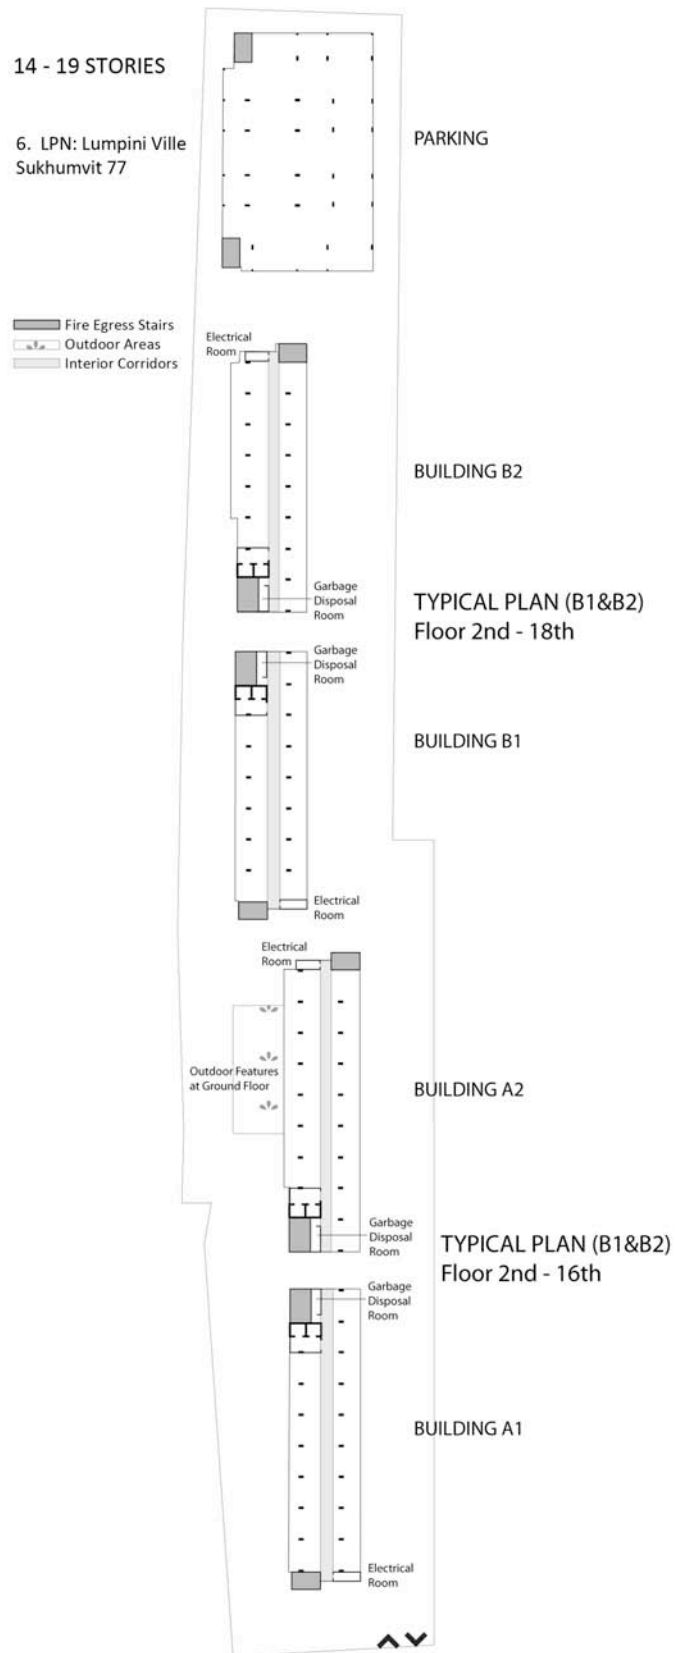 14 - 19 STORIES
6. LPN: Lumpini Ville
Sukhumvit 77
PARKING
Fire Egress Stairs
Outdoor Areas
Interior Corridors
Electrical
Room
BUILDING B2
Garbage
Disposal
Room
TYPICAL PLAN (B1&B2)
Floor 2nd - 18th
Garbage
Disposal
Room
BUILDING B1
Electrical
Room
Electrical
Room
Outdoor Features
at Ground Floor
BUILDING A2
Garbage
Disposal
Room
TYPICAL PLAN (B1&B2)
Floor 2nd - 16th
Garbage
Disposal
Room
BUILDING A1
Electrical
Room